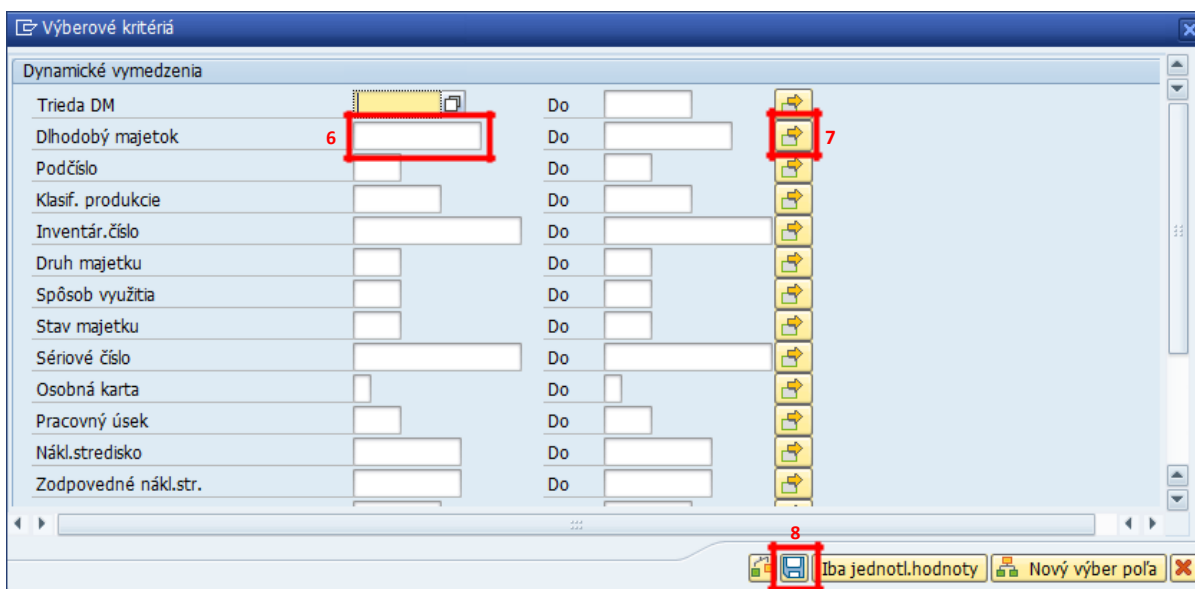 Výberové kritériá
Dynamické vymedzenia
Trieda DM Do
Dlhodobý majetok 6 Do 7
Podčíslo Do
Klasif. produkcie Do
Inventár.číslo Do
Druh majetku Do
Spôsob využitia Do
Stav majetku Do
Sériové číslo Do
Osobná karta Do
Pracovný úsek Do
Nákl.stredisko Do
Zodpovedné nákl.str. Do
8
Iba jednotl.hodnoty Nový výber poľa